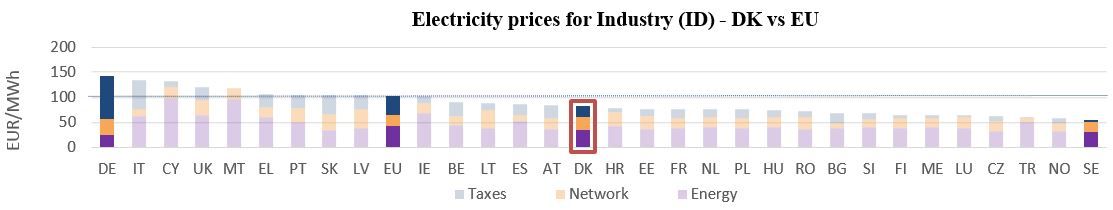 Electricity prices for Industry (ID) - DK vs EU
EUR/MWh
200
150
100
50
0
DE IT CY UK MT EL PT SK LV EU IE BE LT ES AT DK HR EE FR NL PL HU RO BG SI FI ME LU CZ TR NO SE
Taxes Network Energy